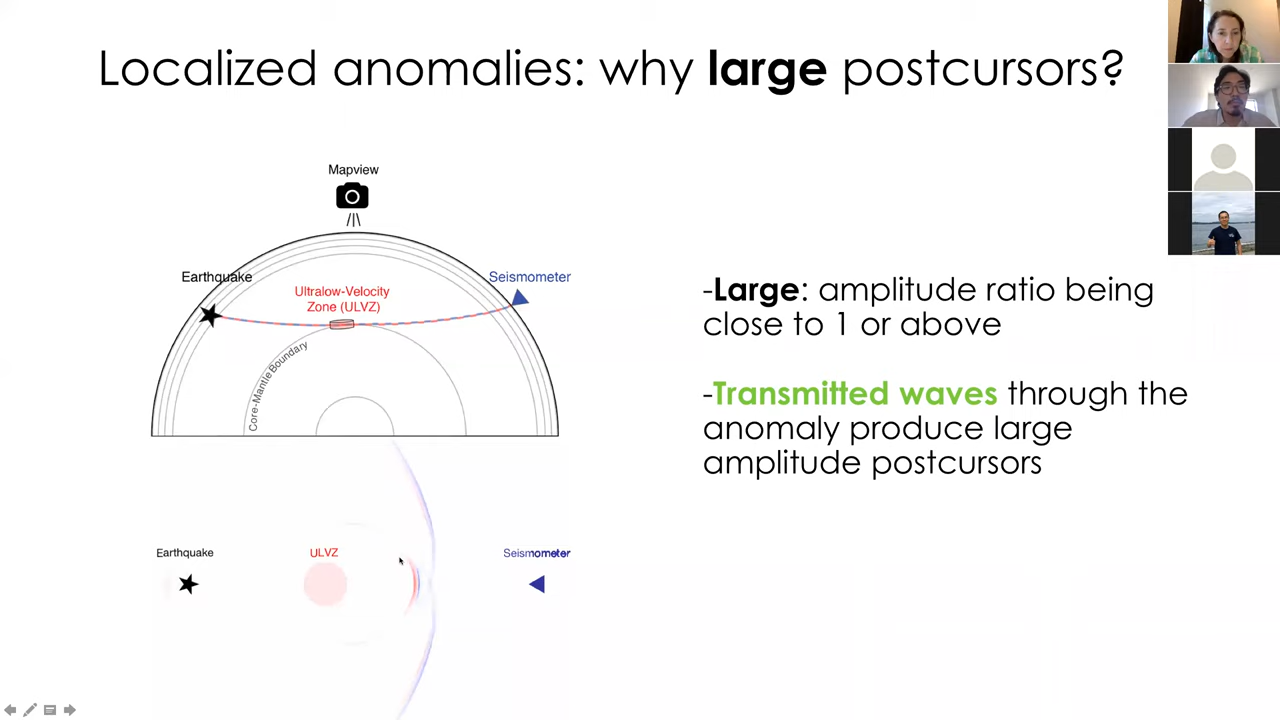 Localized anomalies: why large postcursors?
Mapview
Earthquake
Seismometer
Ultralow-Velocity
Zone (ULVZ)
Core-Mantle Boundary
-Large: amplitude ratio being
close to 1 or above
-Transmitted waves through the
anomaly produce large
amplitude postcursors
Earthquake
ULVZ
Seismometer